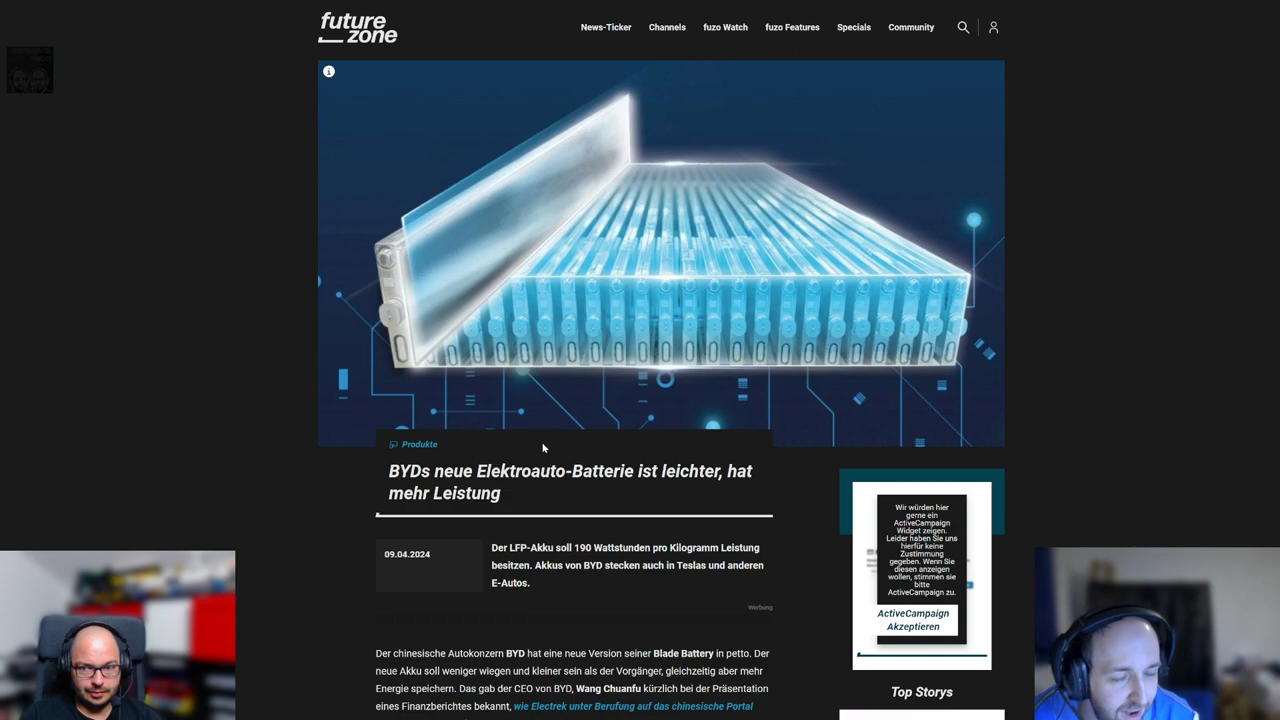 future
zone
News-Ticker
Channels
fuzo Watch
fuzo Features
Specials
Community
Produkte
BYDs neue Elektroauto-Batterie ist leichter, hat
mehr Leistung
09.04.2024
Der LFP-Akku soll 190 Wattstunden pro Kilogramm Leistung
besitzen. Akkus von BYD stecken auch in Teslas und anderen
E-Autos.
Werbung
Der chinesische Autokonzern BYD hat eine neue Version seiner Blade Battery in petto. Der
neue Akku soll weniger wiegen und kleiner sein als der Vorgänger, gleichzeitig aber mehr
Energie speichern. Das gab der CEO von BYD, Wang Chuanfu kürzlich bei der Präsentation
eines Finanzberichtes bekannt, wie Electrek unter Berufung auf das chinesische Portal
Wir würden hier
gerne ein
ActiveCampaign
Widget zeigen.
Leider haben Sie uns
hierfür keine
Zustimmung
gegeben. Wenn Sie
diesen anzeigen
wollen, stimmen sie
bitte
ActiveCampaign zu.
ActiveCampaign
Akzeptieren
Top Storys